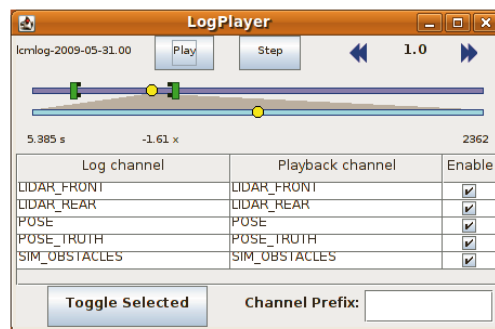 LogPlayer
lcmlog-2009-05-31.00 Play Step 1.0
5.385 s -1.61 x 2362
Log channel Playback channel Enable
LIDAR_FRONT LIDAR_FRONT
LIDAR_REAR LIDAR_REAR
POSE POSE
POSE_TRUTH POSE_TRUTH
SIM_OBSTACLES SIM_OBSTACLES
Toggle Selected Channel Prefix: